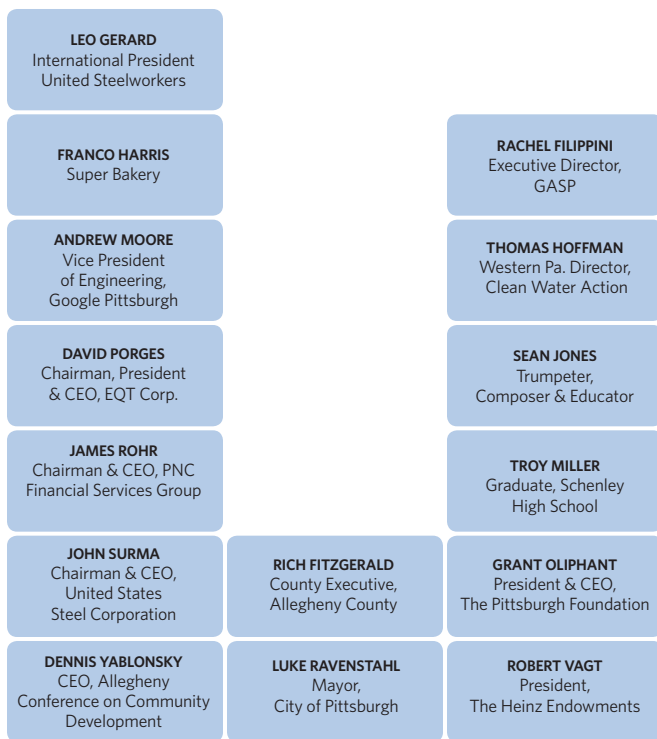 LEO GERARD
International President
United Steelworkers
FRANCO HARRIS
Super Bakery
ANDREW MOORE
Vice President
of Engineering,
Google Pittsburgh
DAVID PORGES
Chairman, President
& CEO, EQT Corp.
JAMES ROHR
Chairman & CEO, PNC
Financial Services Group
JOHN SURMA
Chairman & CEO,
United States
Steel Corporation
DENNIS YABLONSKY
CEO, Allegheny
Conference on Community
Development
RICH FITZGERALD
County Executive,
Allegheny County
LUKE RAVENSTAHL
Mayor,
City of Pittsburgh
RACHEL FILIPPINI
Executive Director,
GASP
THOMAS HOFFMAN
Western Pa. Director,
Clean Water Action
SEAN JONES
Trumpeter,
Composer & Educator
TROY MILLER
Graduate, Schenley
High School
GRANT OLIPHANT
President & CEO,
The Pittsburgh Foundation
ROBERT VAGT
President,
The Heinz Endowments